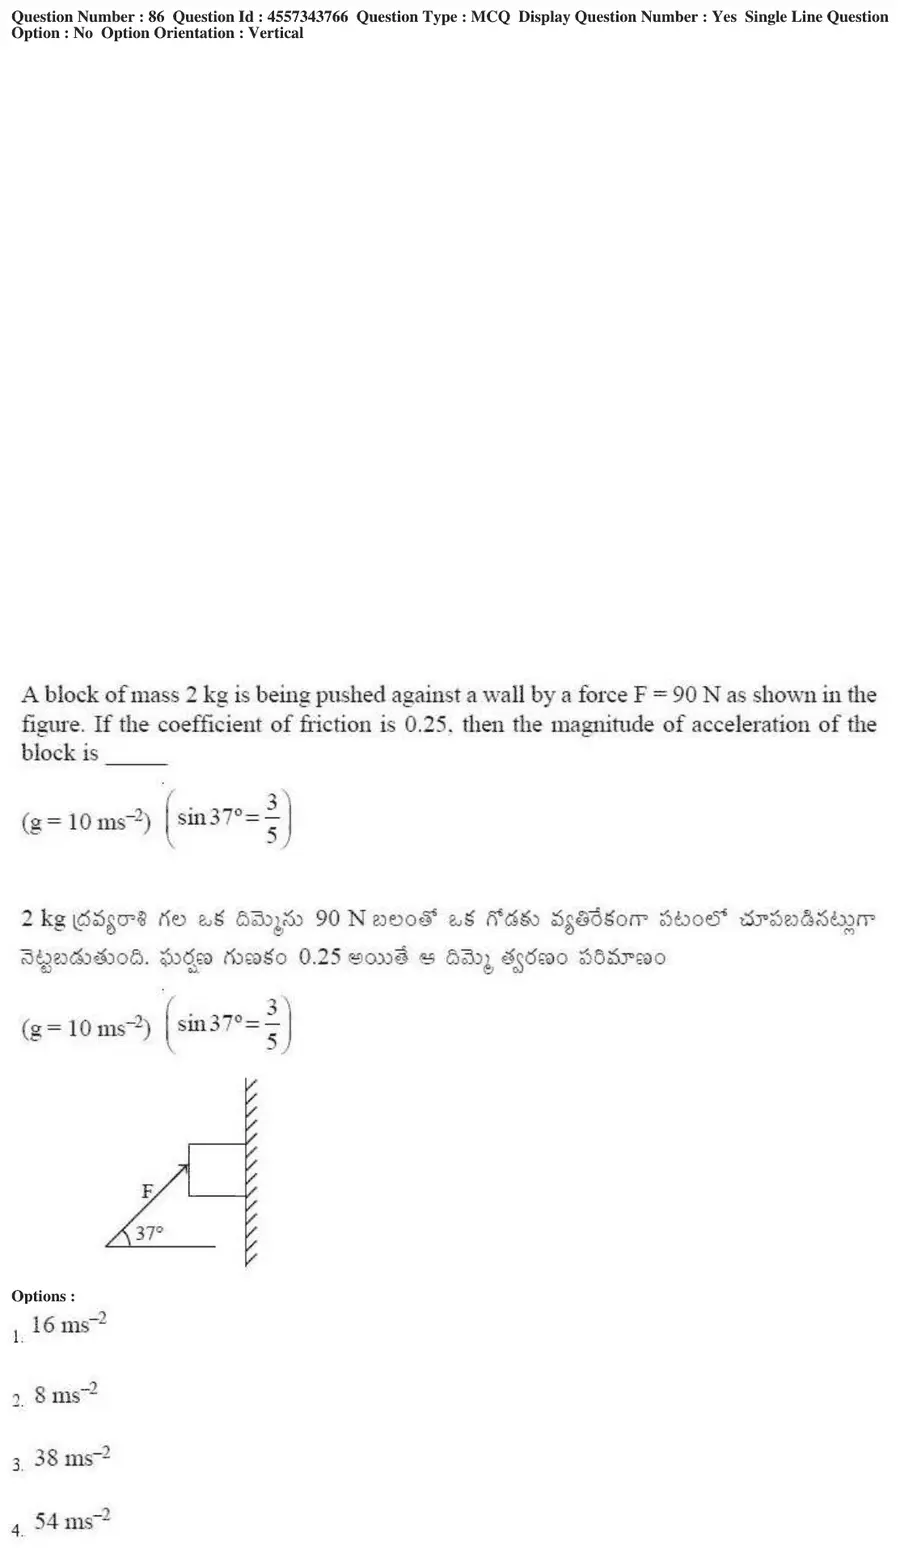 Question Number : 86 Question Id : 4557343766 Question Type : MCQ Display Question Number : Yes Single Line Question
Option : No Option Orientation : Vertical
A block of mass 2 kg is being pushed against a wall by a force F = 90 N as shown in the
figure. If the coefficient of friction is 0.25, then the magnitude of acceleration of the
block is _____
(g = 10 ms⁻²) (sin 37° = 3/5)
2 kg ద్రవ్యరాశి గల ఒక దిమ్మెను 90 N బలంతో ఒక గోడకు వ్యతిరేకంగా పటంలో చూపబడినట్లుగా
నెట్టబడుతుంది. ఘర్షణ గుణకం 0.25 అయితే ఆ దిమ్మె త్వరణం పరిమాణం
(g = 10 ms⁻²) (sin 37° = 3/5)
F
37°
Options :
1. 16 ms⁻²
2. 8 ms⁻²
3. 38 ms⁻²
4. 54 ms⁻²